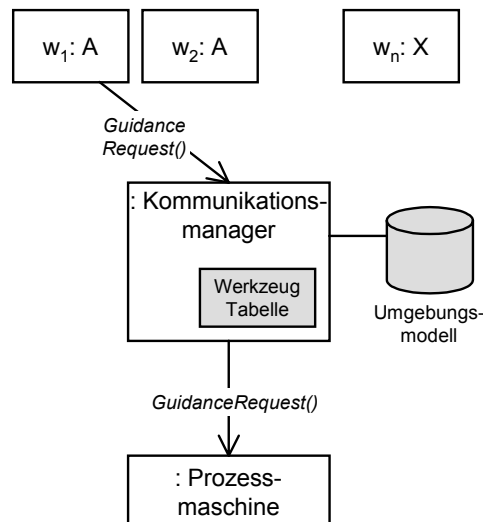 w1: A
w2: A
wn: X
Guidance
Request()
: Kommunikations-
manager
Werkzeug
Tabelle
Umgebungs-
modell
GuidanceRequest()
: Prozess-
maschine